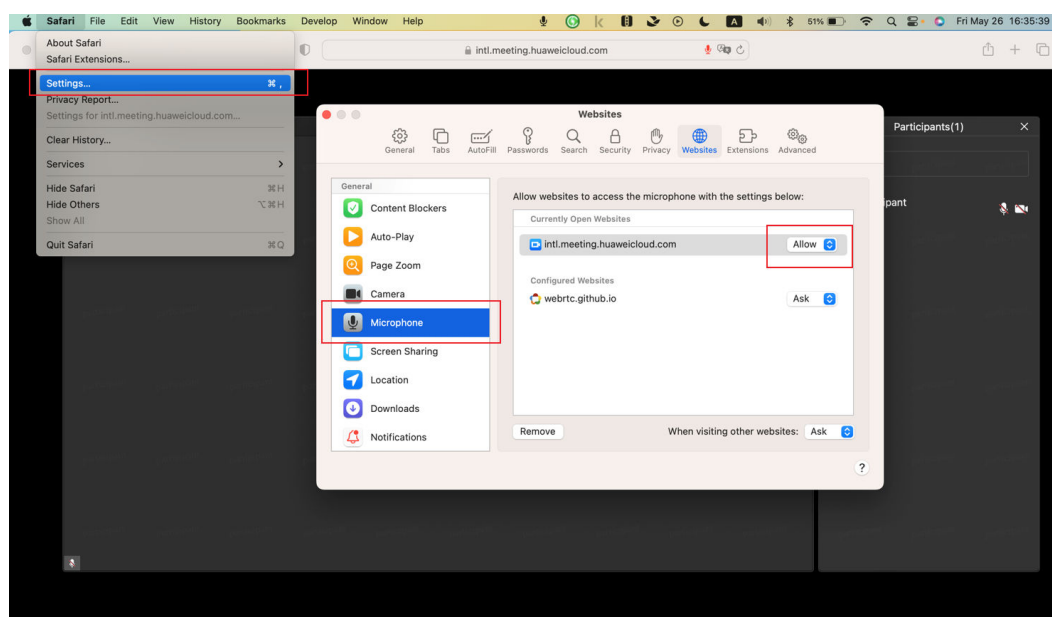 Safari File Edit View History Bookmarks Develop Window Help A 51% Fri May 26 16:35:39
About Safari
Safari Extensions...
Settings... ⌘ ,
Privacy Report...
Settings for intl.meeting.huaweicloud.com...
Clear History...
Services
Hide Safari ⌘H
Hide Others ⌥⌘H
Show All
Quit Safari ⌘Q
intl.meeting.huaweicloud.com
Websites
General Tabs AutoFill Passwords Search Security Privacy Websites Extensions Advanced
General
Content Blockers
Auto-Play
Page Zoom
Camera
Microphone
Screen Sharing
Location
Downloads
Notifications
Allow websites to access the microphone with the settings below:
Currently Open Websites
intl.meeting.huaweicloud.com Allow
Configured Websites
webrtc.github.io Ask
Remove When visiting other websites: Ask
?
Participants(1) ×
ipant